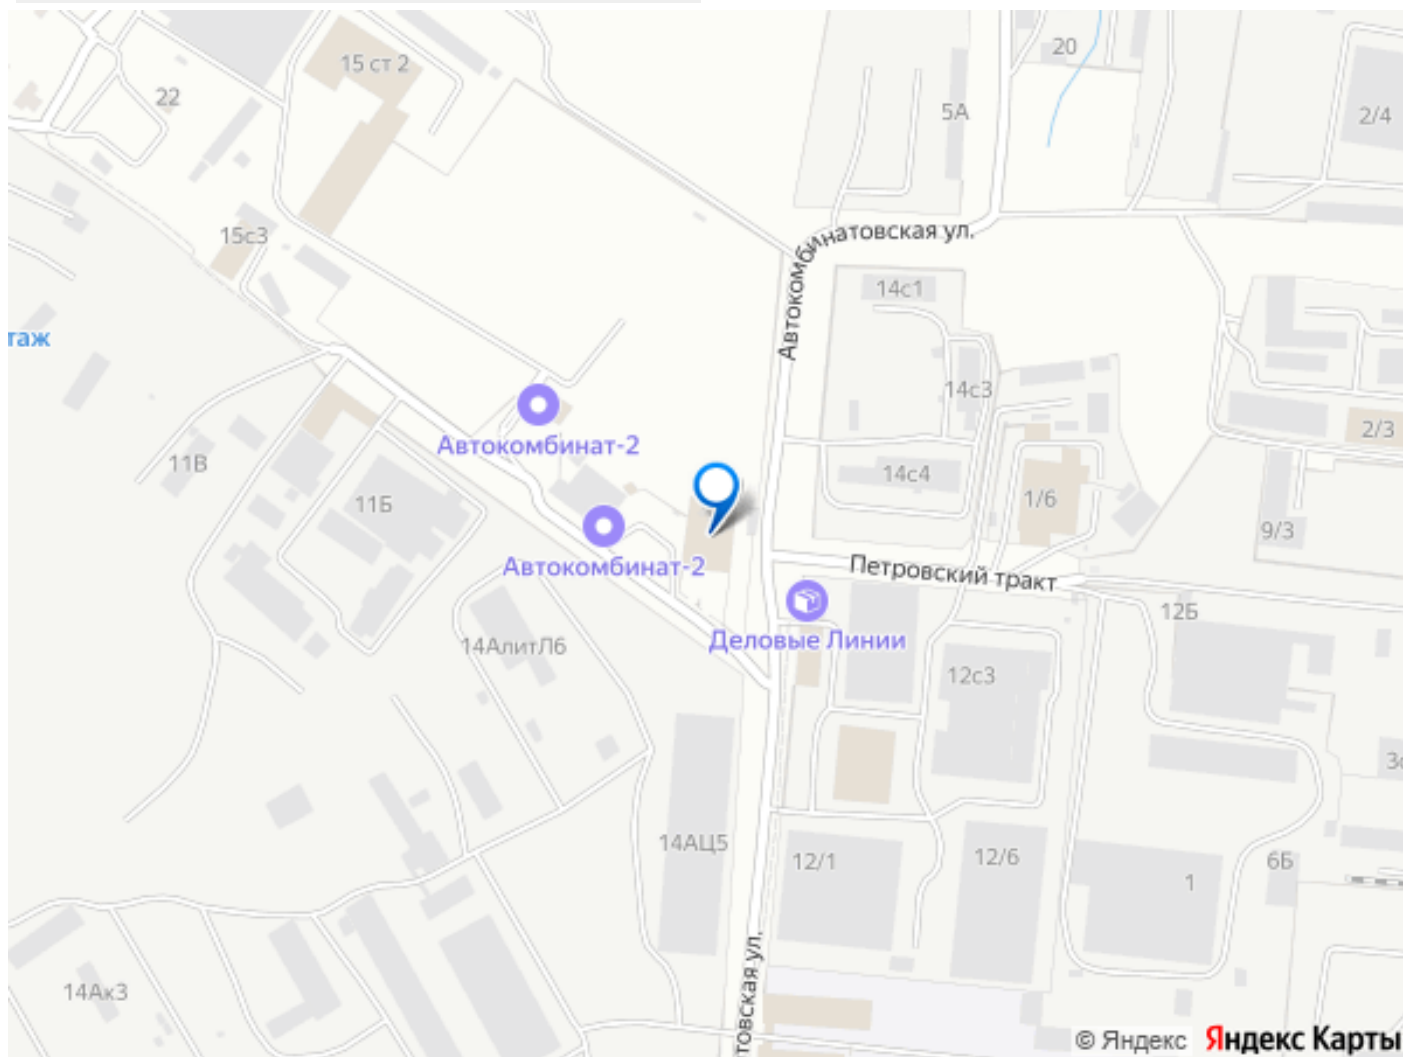 15 ст 2
20
22
5А
2/4
15с3
Автокомбинатовская ул.
14с1
таж
14с3
Автокомбинат-2
2/3
11В
11Б
14с4
1/6
9/3
Автокомбинат-2
Петровский тракт
12Б
Деловые Линии
14АлитЛ6
12с3
3с
14АЦ5
12/1
12/6
1
6Б
товская ул.
14Ак3
© Яндекс Яндекс Карты